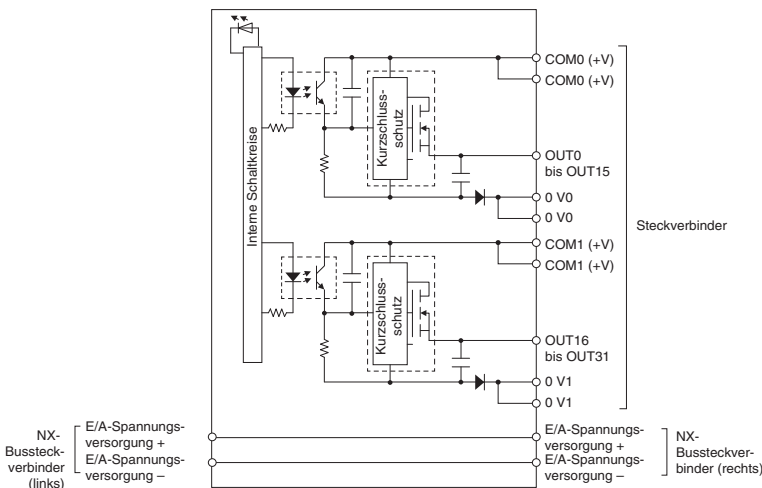 Interne Schaltkreise
Kurzschluss-
schutz
COM0 (+V)
COM0 (+V)
OUT0
bis OUT15
0 V0
0 V0
Kurzschluss-
schutz
COM1 (+V)
COM1 (+V)
OUT16
bis OUT31
0 V1
0 V1
Steckverbinder
NX-
Bussteck-
verbinder
(links)
E/A-Spannungs-
versorgung +
E/A-Spannungs-
versorgung –
E/A-Spannungs-
versorgung +
E/A-Spannungs-
versorgung –
NX-
Bussteckver-
binder (rechts)